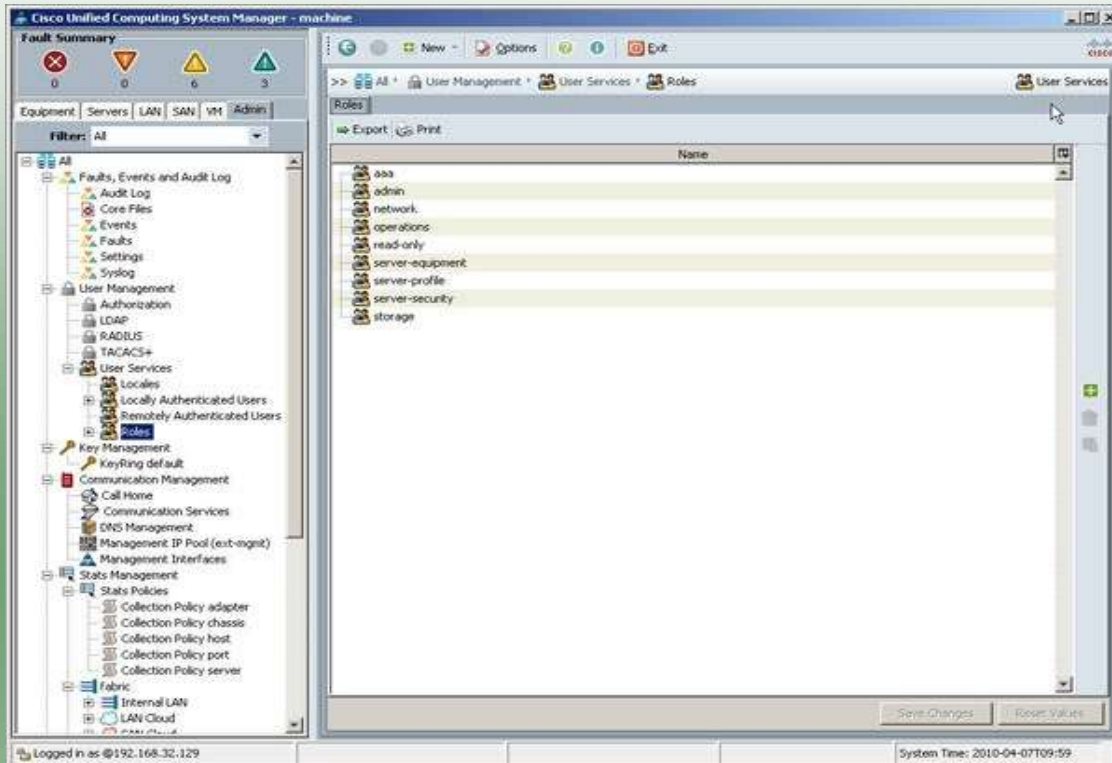 Cisco Unified Computing System Manager - machine
Fault Summary
0 0 6 3
New Options Exit
CISCO
>> All User Management User Services Roles User Services
Equipment Servers LAN SAN VM Admin
Filter: All
Roles
Export Print
Name
aaa
admin
network
operations
read-only
server-equipment
server-profile
server-security
storage
All
Faults, Events and Audit Log
Audit Log
Core Files
Events
Faults
Settings
Syslog
User Management
Authorization
LDAP
RADIUS
TACACS+
User Services
Locales
Locally Authenticated Users
Remotely Authenticated Users
Roles
Key Management
KeyRing default
Communication Management
Call Home
Communication Services
DNS Management
Management IP Pool (ext-mgmt)
Management Interfaces
Stats Management
Stats Policies
Collection Policy adapter
Collection Policy chassis
Collection Policy host
Collection Policy port
Collection Policy server
Fabric
Internal LAN
LAN Cloud
Save Changes Reset Values
Logged in as @192.168.32.129
System Time: 2010-04-07T09:59